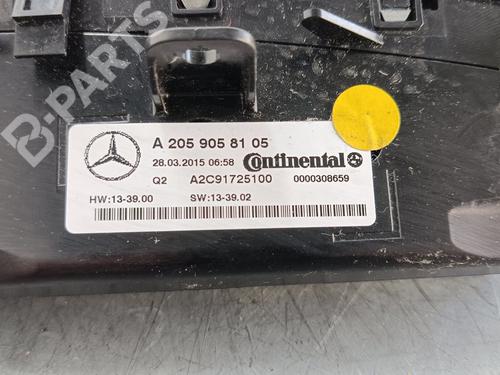 A 205 905 81 05
28.03.2015 06:58 Continental
Q2 A2C91725100 0000308659
HW:13-39.00 SW:13-39.02
B-PARTS